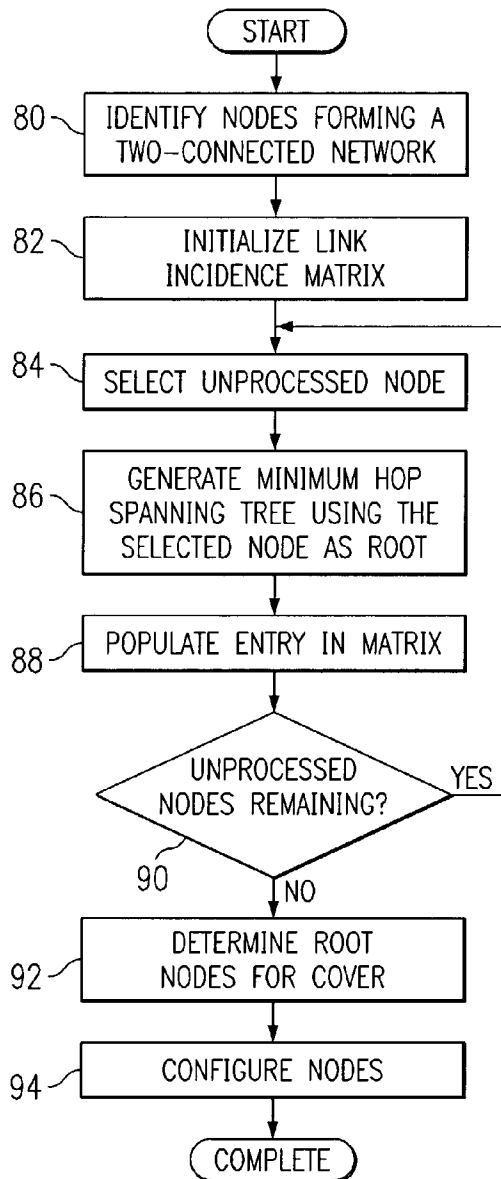 START
80
IDENTIFY NODES FORMING A
TWO-CONNECTED NETWORK
82
INITIALIZE LINK
INCIDENCE MATRIX
84
SELECT UNPROCESSED NODE
86
GENERATE MINIMUM HOP
SPANNING TREE USING THE
SELECTED NODE AS ROOT
88
POPULATE ENTRY IN MATRIX
UNPROCESSED
NODES REMAINING?
YES
90
NO
92
DETERMINE ROOT
NODES FOR COVER
94
CONFIGURE NODES
COMPLETE